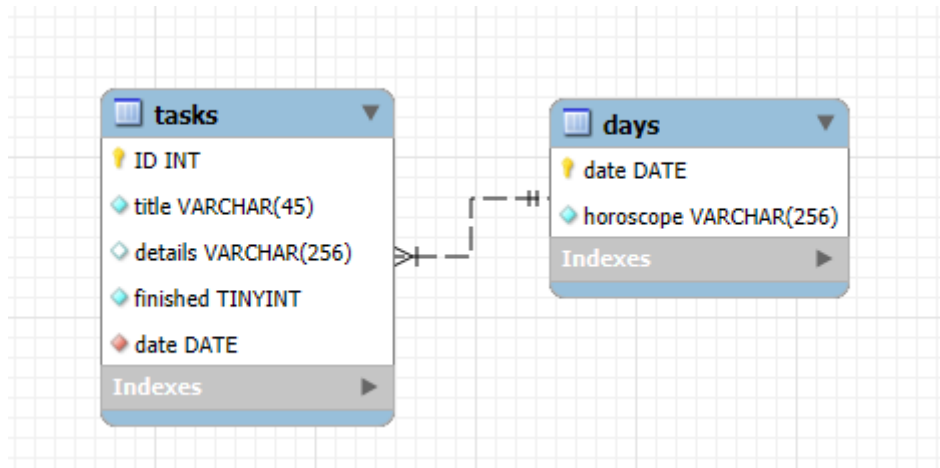 tasks
ID INT
title VARCHAR(45)
details VARCHAR(256)
finished TINYINT
date DATE
Indexes
days
date DATE
horoscope VARCHAR(256)
Indexes